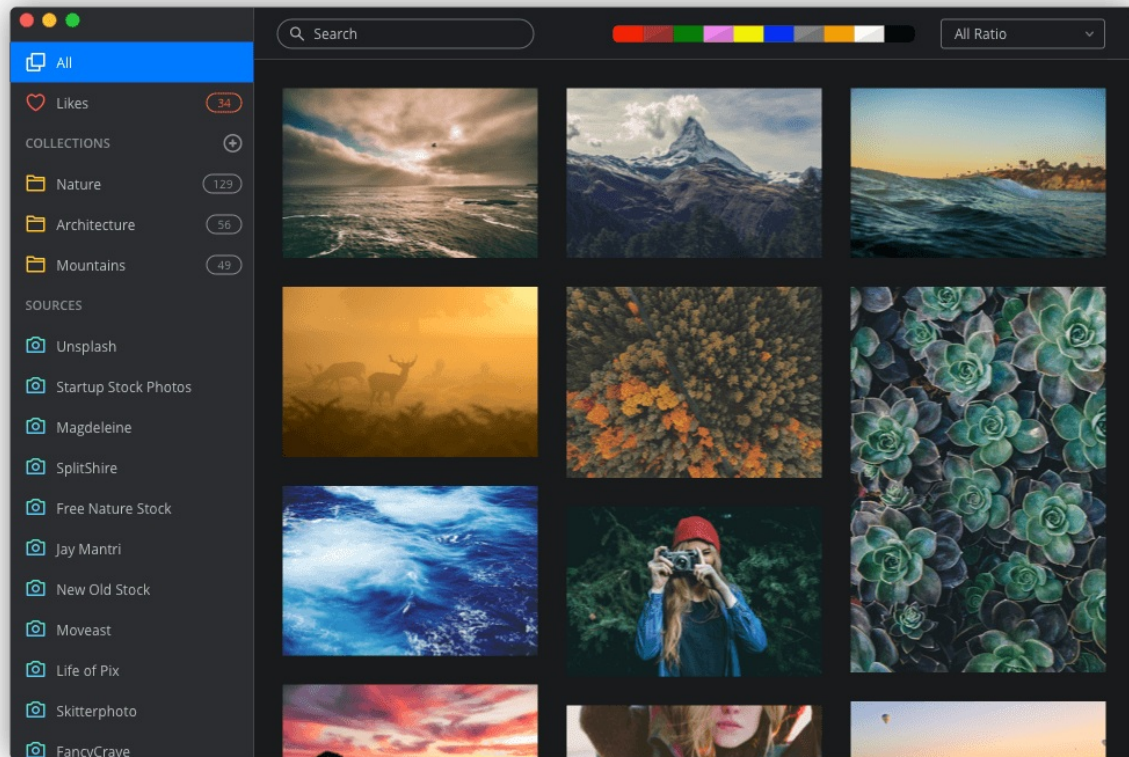 Search
All Ratio
All
Likes 34
COLLECTIONS
Nature 129
Architecture 56
Mountains 49
SOURCES
Unsplash
Startup Stock Photos
Magdeleine
SplitShire
Free Nature Stock
Jay Mantri
New Old Stock
Moveast
Life of Pix
Skitterphoto
FancyCrave